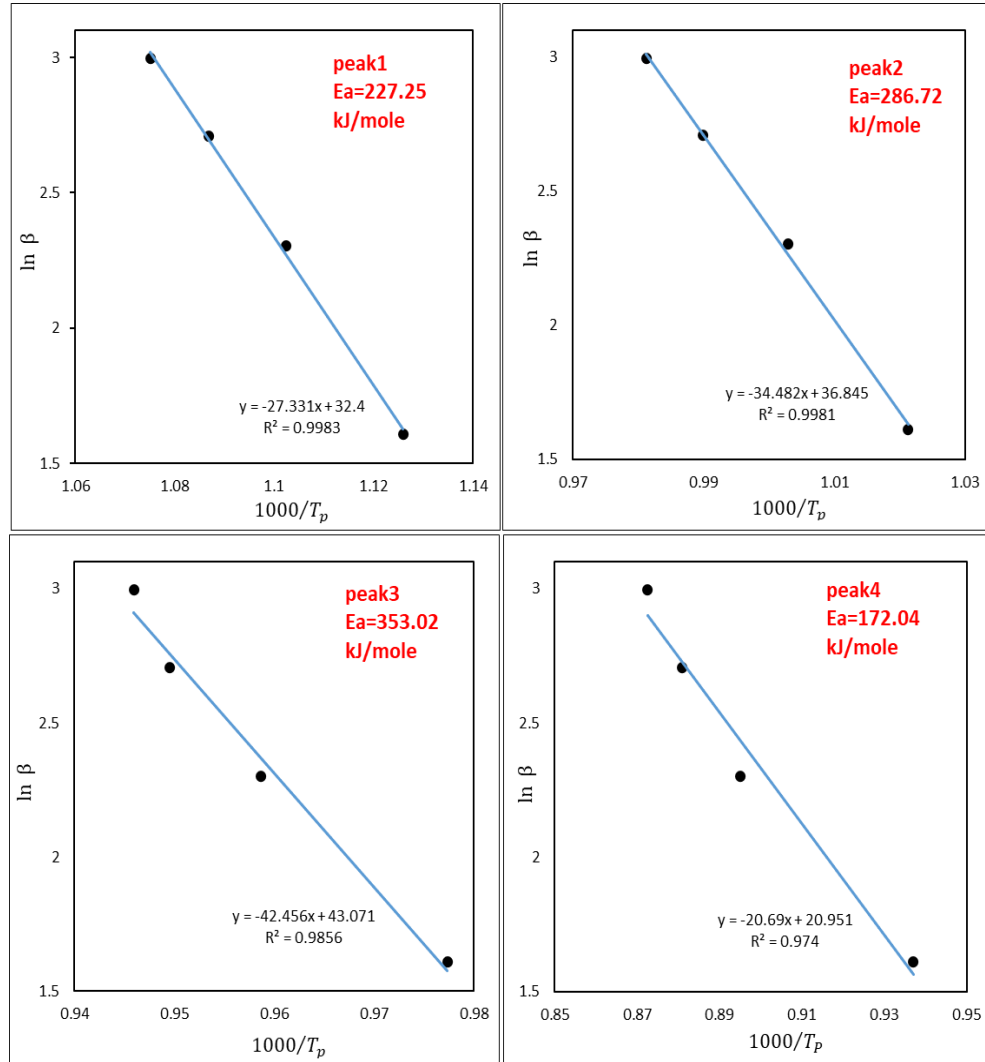 peak1
Ea=227.25
kJ/mole
3
2.5
2
1.5
ln β
y = -27.331x + 32.4
R² = 0.9983
1.06 1.08 1.1 1.12 1.14
1000/Tp
peak2
Ea=286.72
kJ/mole
3
2.5
2
1.5
ln β
y = -34.482x + 36.845
R² = 0.9981
0.97 0.99 1.01 1.03
1000/Tp
peak3
Ea=353.02
kJ/mole
3
2.5
2
1.5
ln β
y = -42.456x + 43.071
R² = 0.9856
0.94 0.95 0.96 0.97 0.98
1000/Tp
peak4
Ea=172.04
kJ/mole
3
2.5
2
1.5
ln β
y = -20.69x + 20.951
R² = 0.974
0.85 0.87 0.89 0.91 0.93 0.95
1000/TP